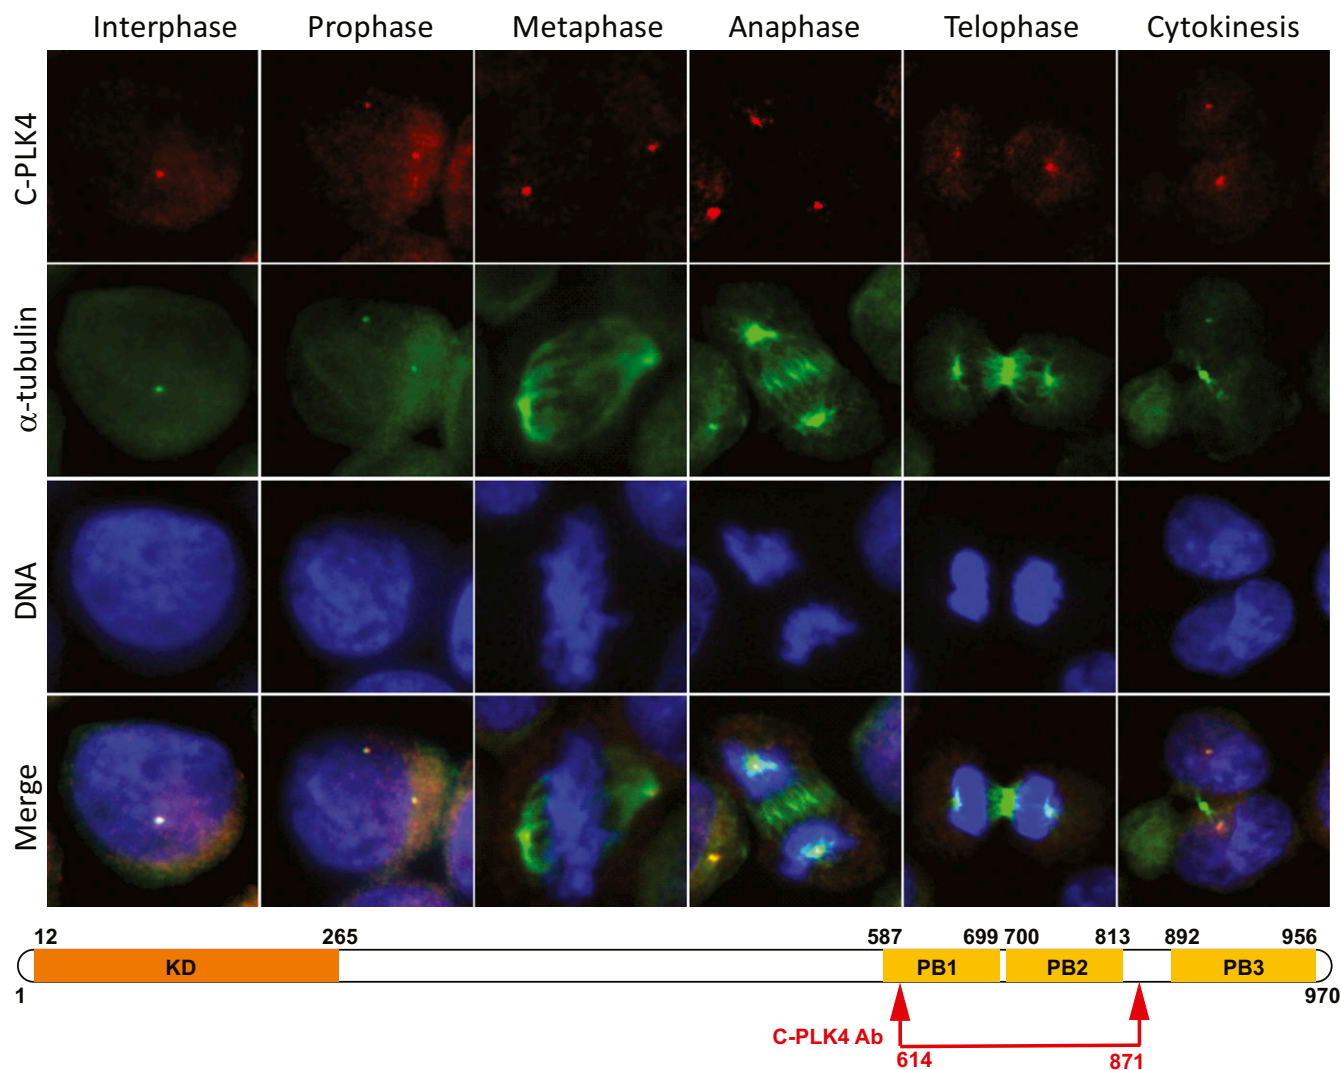 Interphase Prophase Metaphase Anaphase Telophase Cytokinesis
C-PLK4
α-tubulin
DNA
Merge
12 265 587 699 700 813 892 956
KD PB1 PB2 PB3
1 970
C-PLK4 Ab
614 871